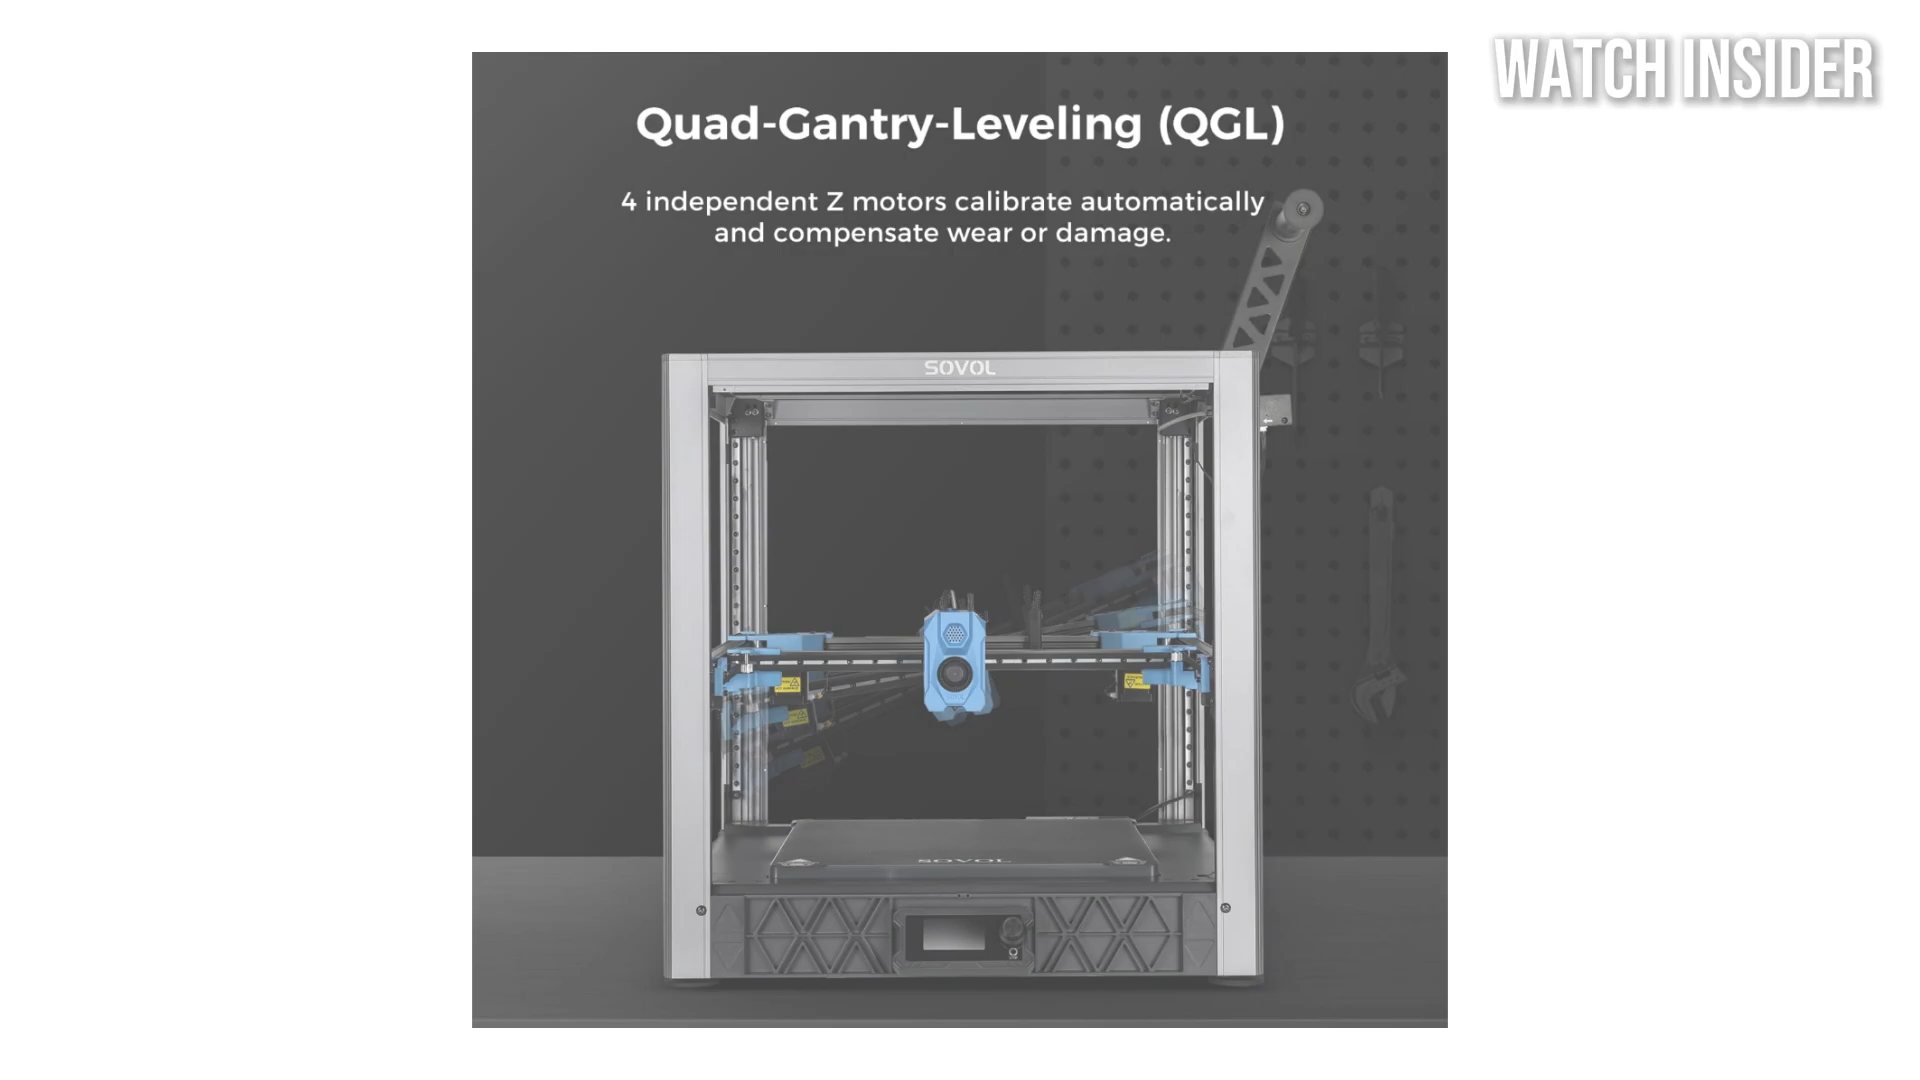 WATCH INSIDER
Quad-Gantry-Leveling (QGL)
4 independent Z motors calibrate automatically
and compensate wear or damage.
SOVOL
SOVOL